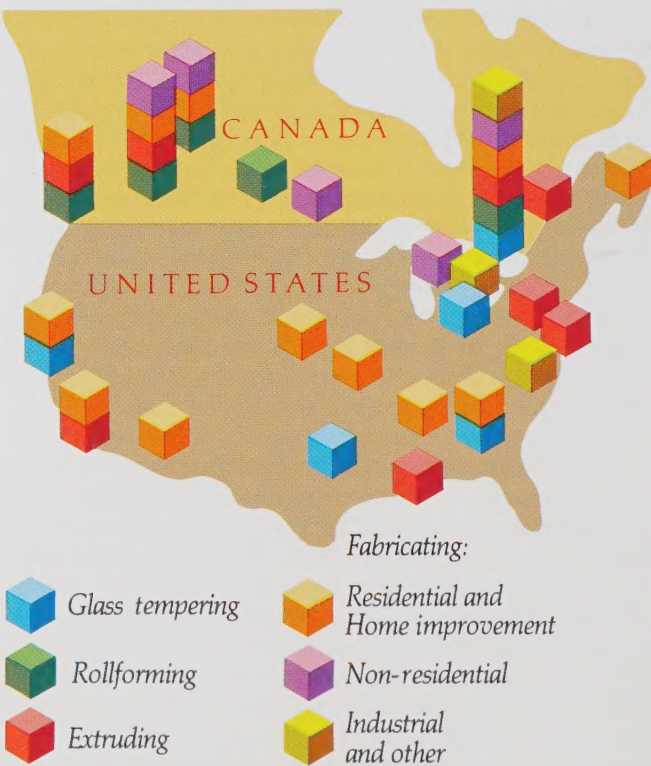 CANADA
UNITED STATES
Fabricating:
Glass tempering
Rollforming
Extruding
Residential and
Home improvement
Non-residential
Industrial
and other